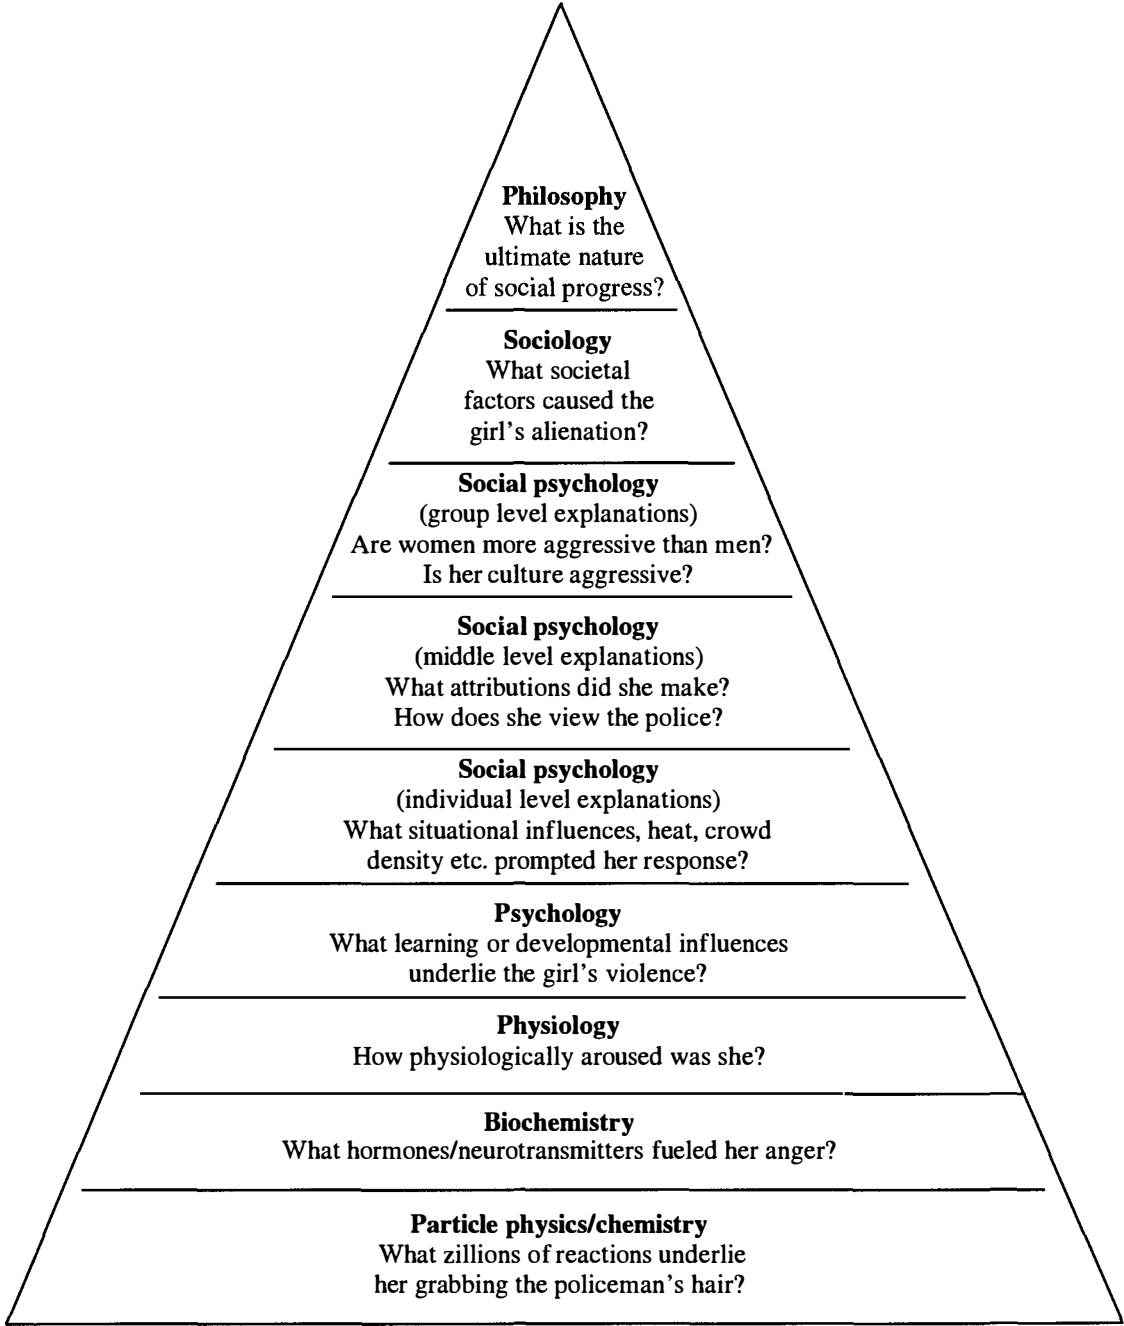 Philosophy
What is the
ultimate nature
of social progress?
Sociology
What societal
factors caused the
girl's alienation?
Social psychology
(group level explanations)
Are women more aggressive than men?
Is her culture aggressive?
Social psychology
(middle level explanations)
What attributions did she make?
How does she view the police?
Social psychology
(individual level explanations)
What situational influences, heat, crowd
density etc. prompted her response?
Psychology
What learning or developmental influences
underlie the girl's violence?
Physiology
How physiologically aroused was she?
Biochemistry
What hormones/neurotransmitters fueled her anger?
Particle physics/chemistry
What zillions of reactions underlie
her grabbing the policeman's hair?